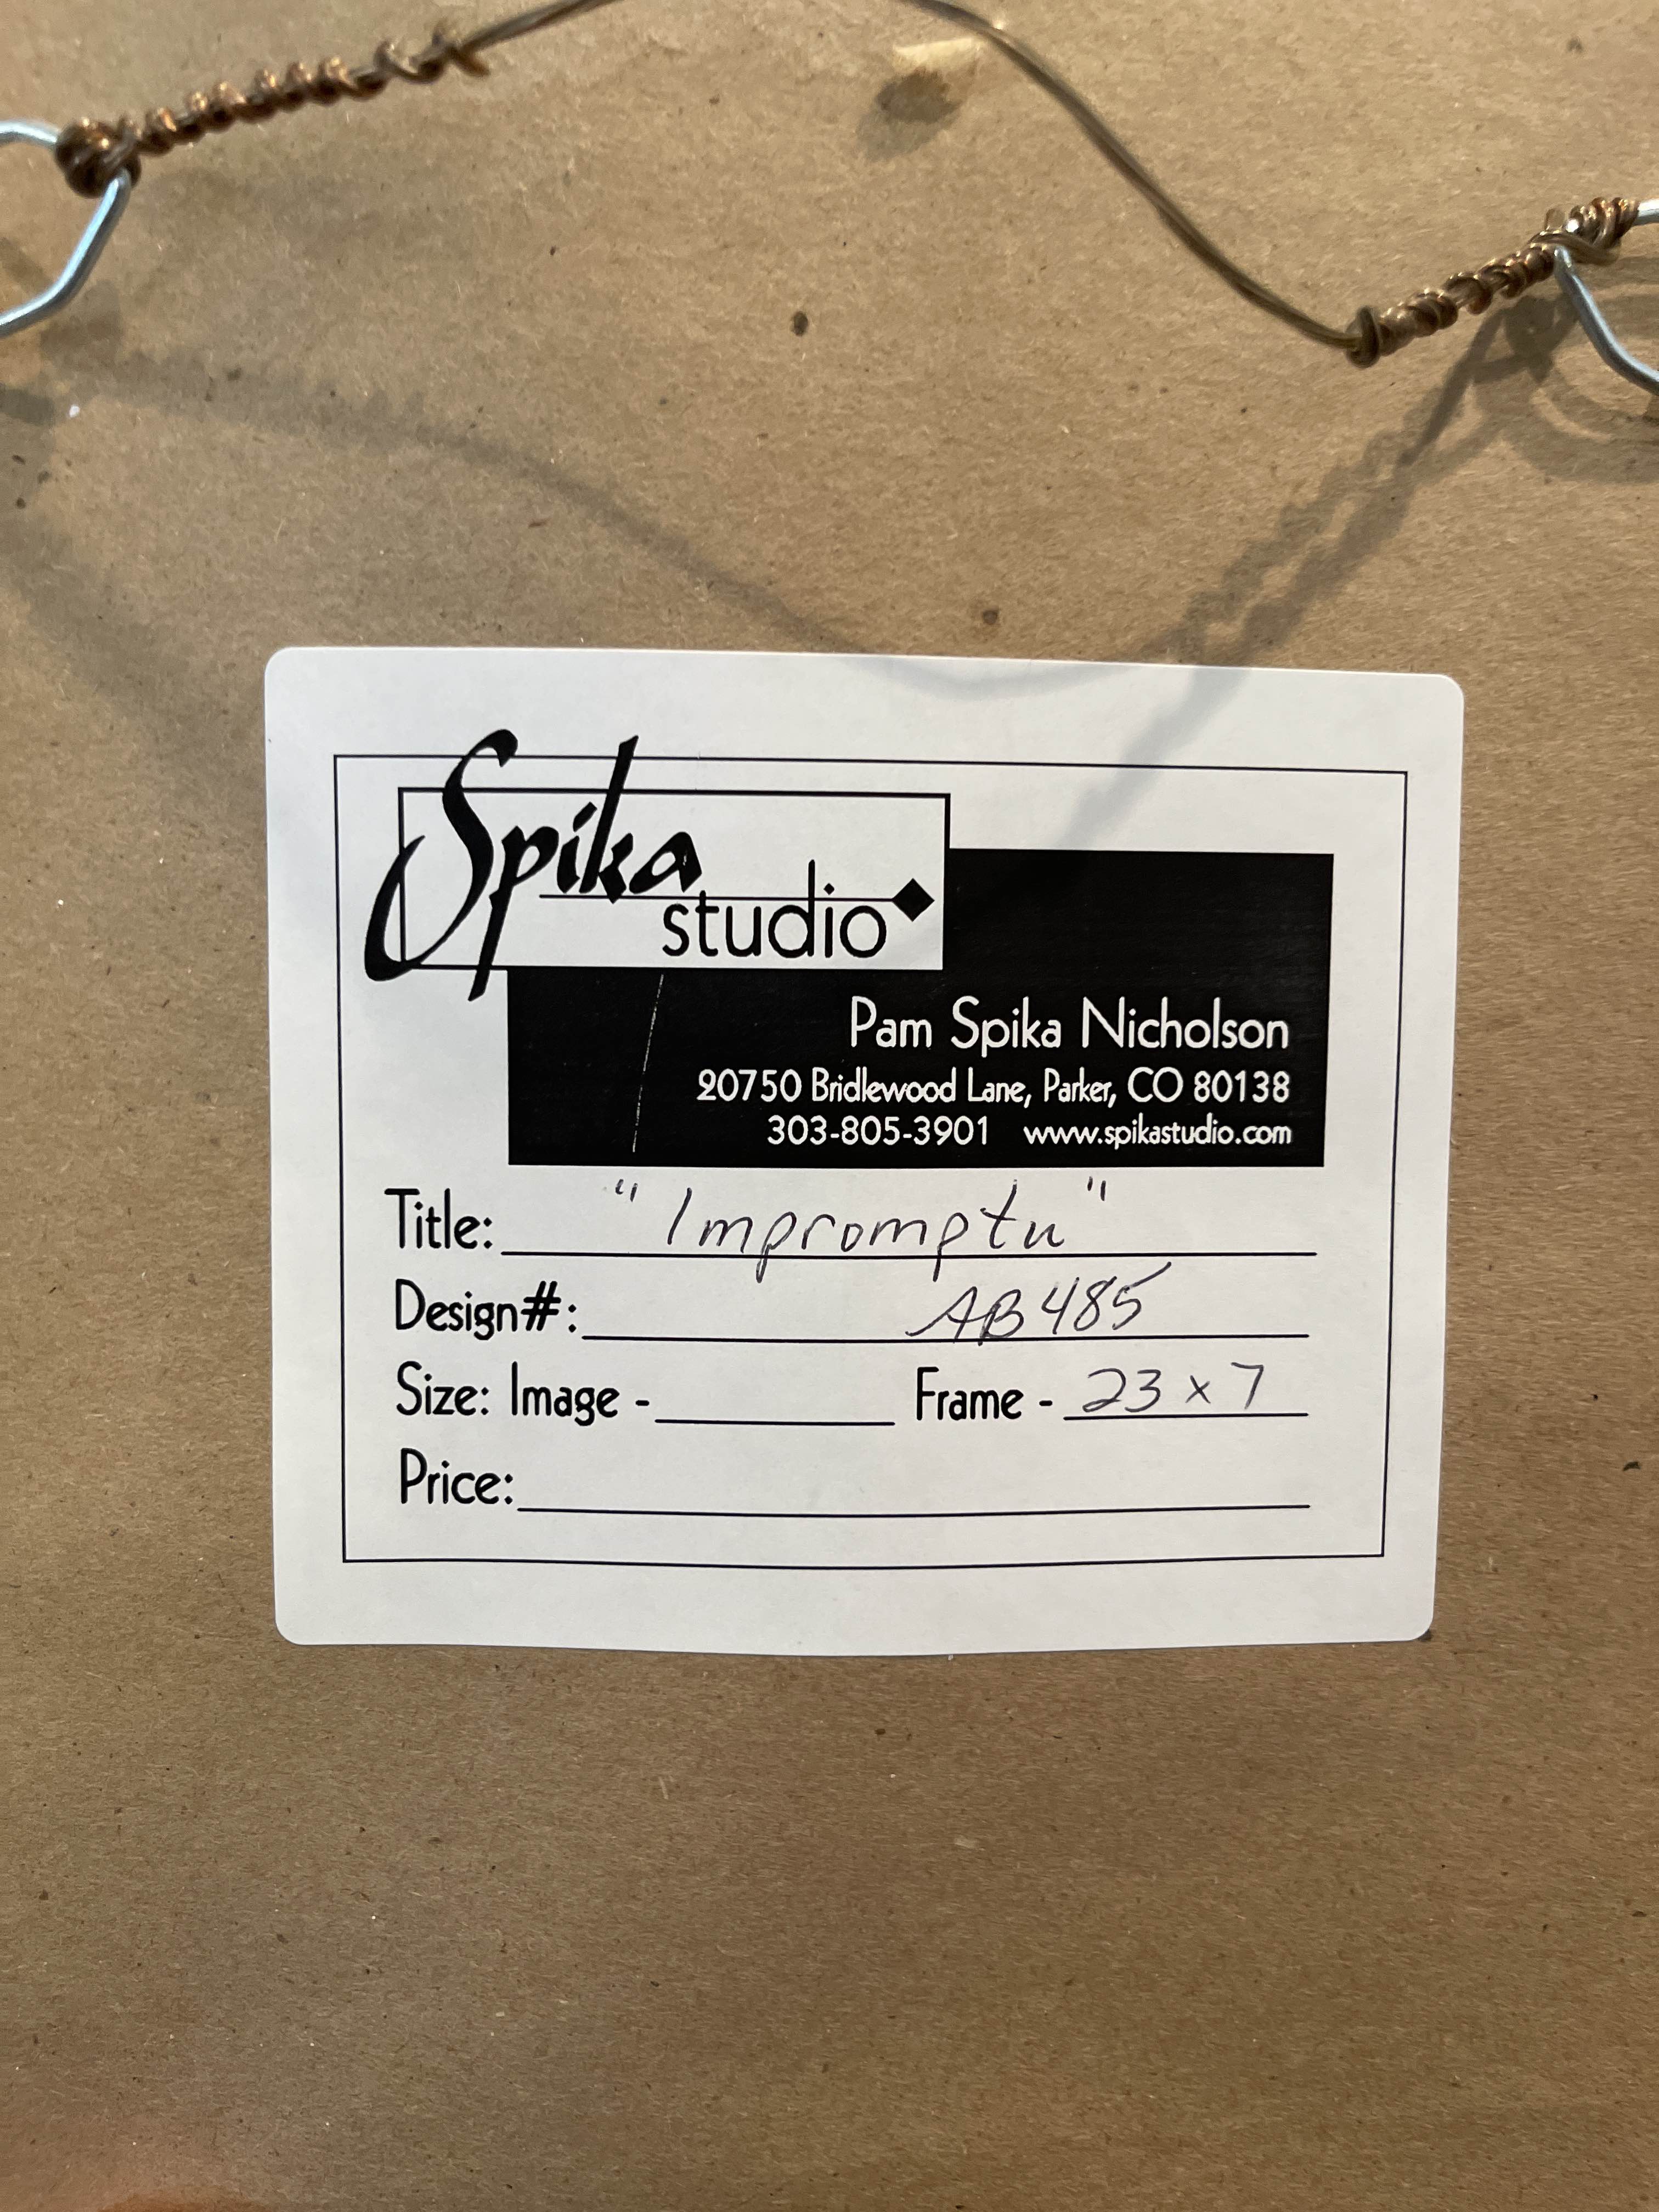 Spika
studio
Pam Spika Nicholson
20750 Bridlewood Lane, Parker, CO 80138
303-805-3901 www.spikastudio.com
Title: "Impromptu"
Design#: AB485
Size: Image - Frame - 23 x 7
Price: